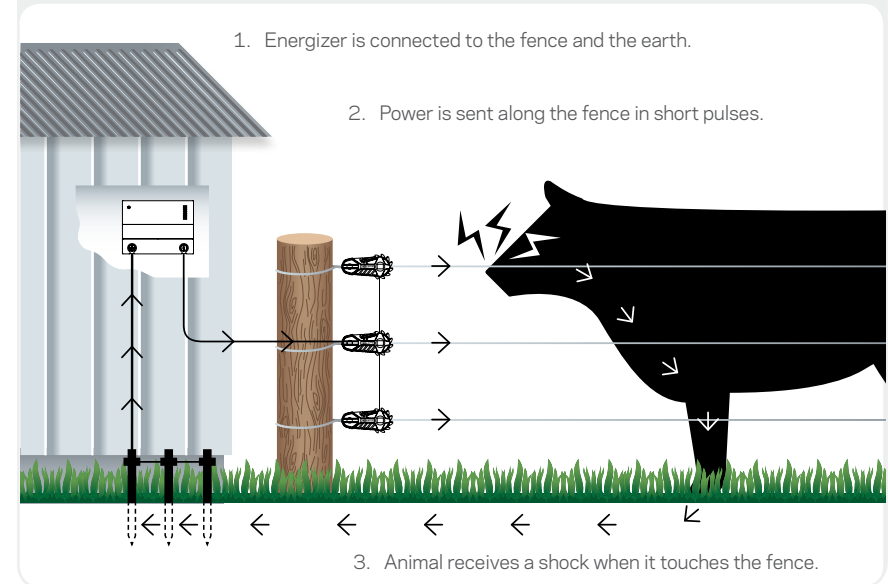 1. Energizer is connected to the fence and the earth.
2. Power is sent along the fence in short pulses.
3. Animal receives a shock when it touches the fence.